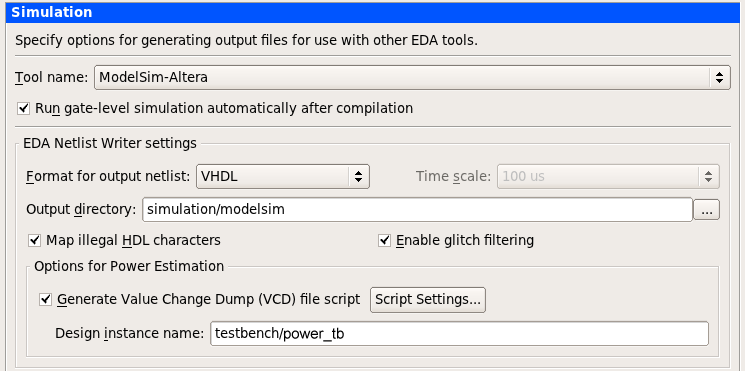 Simulation
Specify options for generating output files for use with other EDA tools.
Tool name: ModelSim-Altera
Run gate-level simulation automatically after compilation
EDA Netlist Writer settings
Format for output netlist: VHDL Time scale: 100 us
Output directory: simulation/modelsim ...
Map illegal HDL characters Enable glitch filtering
Options for Power Estimation
Generate Value Change Dump (VCD) file script Script Settings...
Design instance name: testbench/power_tb